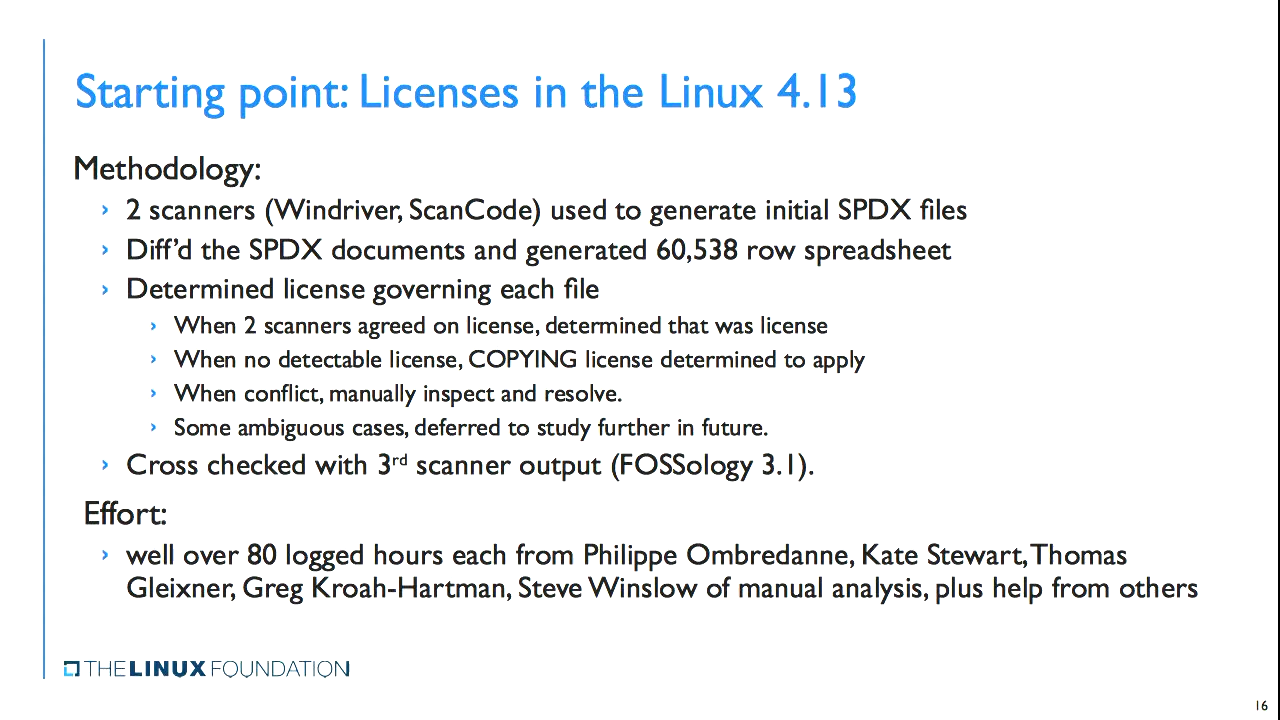 Starting point: Licenses in the Linux 4.13
Methodology:
› 2 scanners (Windriver, ScanCode) used to generate initial SPDX files
› Diff’d the SPDX documents and generated 60,538 row spreadsheet
› Determined license governing each file
› When 2 scanners agreed on license, determined that was license
› When no detectable license, COPYING license determined to apply
› When conflict, manually inspect and resolve.
› Some ambiguous cases, deferred to study further in future.
› Cross checked with 3rd scanner output (FOSSology 3.1).
Effort:
› well over 80 logged hours each from Philippe Ombredanne, Kate Stewart, Thomas
Gleixner, Greg Kroah-Hartman, Steve Winslow of manual analysis, plus help from others
THE LINUX FOUNDATION
16